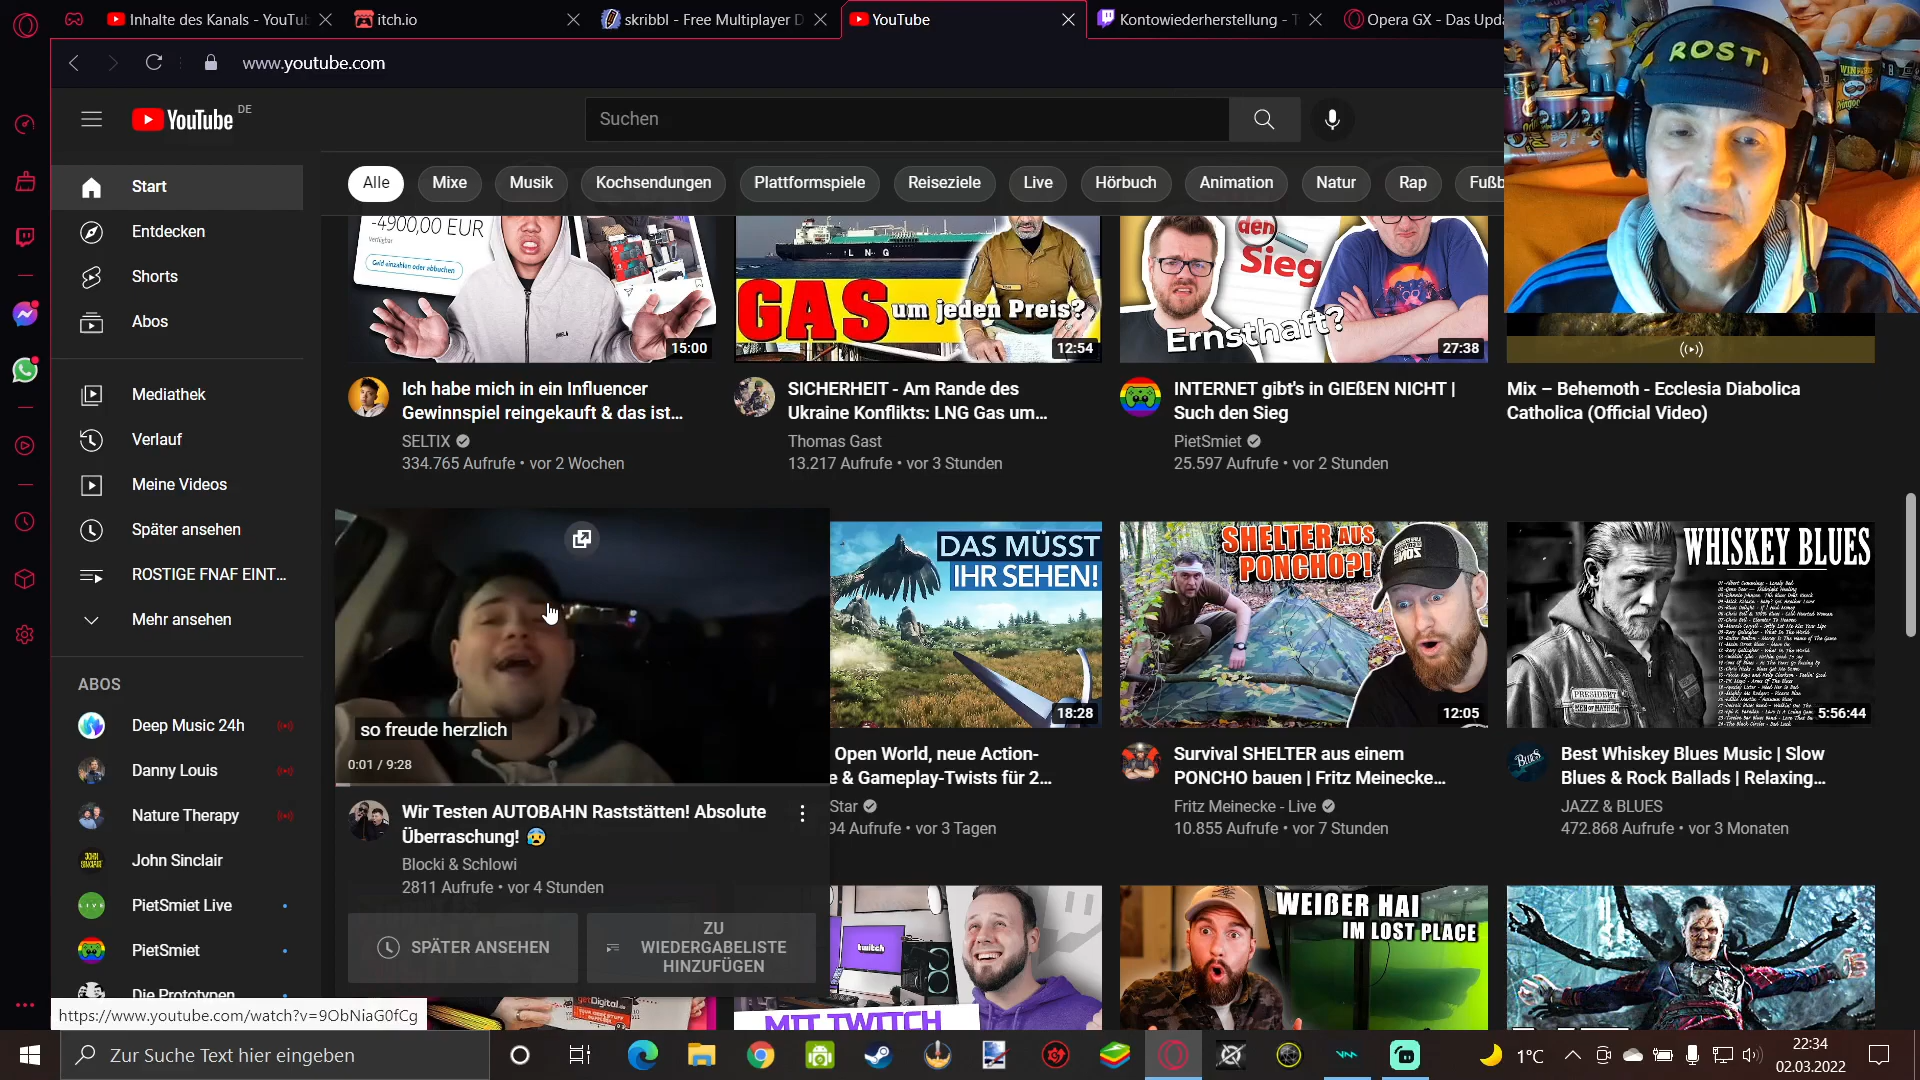 Inhalte des Kanals - YouTu
itch.io
skribbl - Free Multiplayer D
YouTube
Kontowiederherstellung - T
Opera GX - Das Upda
www.youtube.com
YouTube DE
Suchen
Alle
Mixe
Musik
Kochsendungen
Plattformspiele
Reiseziele
Live
Hörbuch
Animation
Natur
Rap
Fußb
ROSTI
Start
Entdecken
Shorts
Abos
Mediathek
Verlauf
Meine Videos
Später ansehen
ROSTIGE FNAF EINT...
Mehr ansehen
ABOS
Deep Music 24h
Danny Louis
Nature Therapy
John Sinclair
PietSmiet Live
PietSmiet
Die Prototypen
-4900,00 EUR
Verfügbar
Geld einzahlen oder abbuchen
15:00
Ich habe mich in ein Influencer
Gewinnspiel reingekauft & das ist...
SELTIX
334.765 Aufrufe • vor 2 Wochen
LNG
GAS um jeden Preis?
12:54
SICHERHEIT - Am Rande des
Ukraine Konflikts: LNG Gas um...
Thomas Gast
13.217 Aufrufe • vor 3 Stunden
den
Sieg
Ernsthaft?
27:38
INTERNET gibt's in GIEßEN NICHT |
Such den Sieg
PietSmiet
25.597 Aufrufe • vor 2 Stunden
Mix – Behemoth - Ecclesia Diabolica
Catholica (Official Video)
so freude herzlich
0:01 / 9:28
Wir Testen AUTOBAHN Raststätten! Absolute
Überraschung! 😰
Blocki & Schlowi
2811 Aufrufe • vor 4 Stunden
SPÄTER ANSEHEN
ZU
WIEDERGABELISTE
HINZUFÜGEN
DAS MÜSST
IHR SEHEN!
18:28
Open World, neue Action-
e & Gameplay-Twists für 2...
Star
94 Aufrufe • vor 3 Tagen
SHELTER AUS
PONCHO?!
12:05
Survival SHELTER aus einem
PONCHO bauen | Fritz Meinecke...
Fritz Meinecke - Live
10.855 Aufrufe • vor 7 Stunden
WHISKEY BLUES
PRESIDENT
MEN OF MAYHEM
5:56:44
Best Whiskey Blues Music | Slow
Blues & Rock Ballads | Relaxing...
JAZZ & BLUES
472.868 Aufrufe • vor 3 Monaten
getDigital
twitch
MIT TWITCH
WEIẞER HAI
IM LOST PLACE
https://www.youtube.com/watch?v=9ObNiaG0fCg
Zur Suche Text hier eingeben
1°C
22:34
02.03.2022